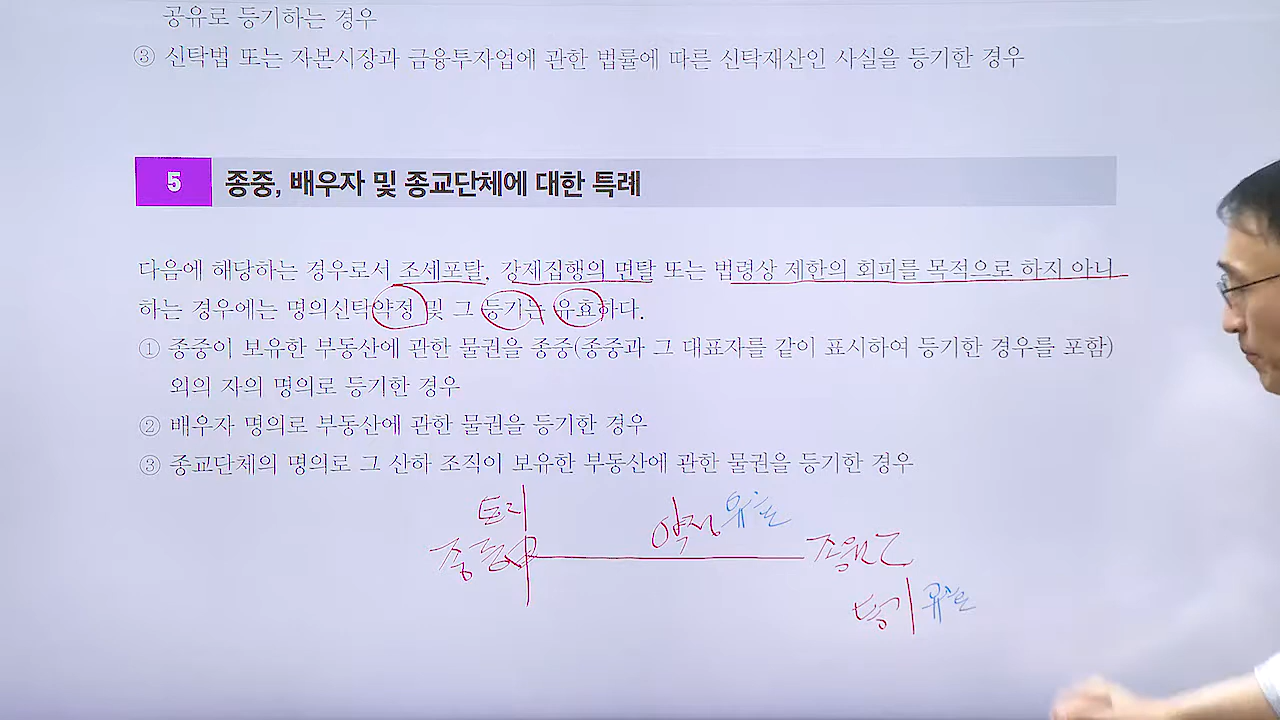 공유로 등기하는 경우
③ 신탁법 또는 자본시장과 금융투자업에 관한 법률에 따른 신탁재산인 사실을 등기한 경우
5 종중, 배우자 및 종교단체에 대한 특례
다음에 해당하는 경우로서 조세포탈, 강제집행의 면탈 또는 법령상 제한의 회피를 목적으로 하지 아니
하는 경우에는 명의신탁약정 및 그 등기는 유효하다.
① 종중이 보유한 부동산에 관한 물권을 종중(종중과 그 대표자를 같이 표시하여 등기한 경우를 포함)
외의 자의 명의로 등기한 경우
② 배우자 명의로 부동산에 관한 물권을 등기한 경우
③ 종교단체의 명의로 그 산하 조직이 보유한 부동산에 관한 물권을 등기한 경우
토지
약정 유효
종중
등기 유효